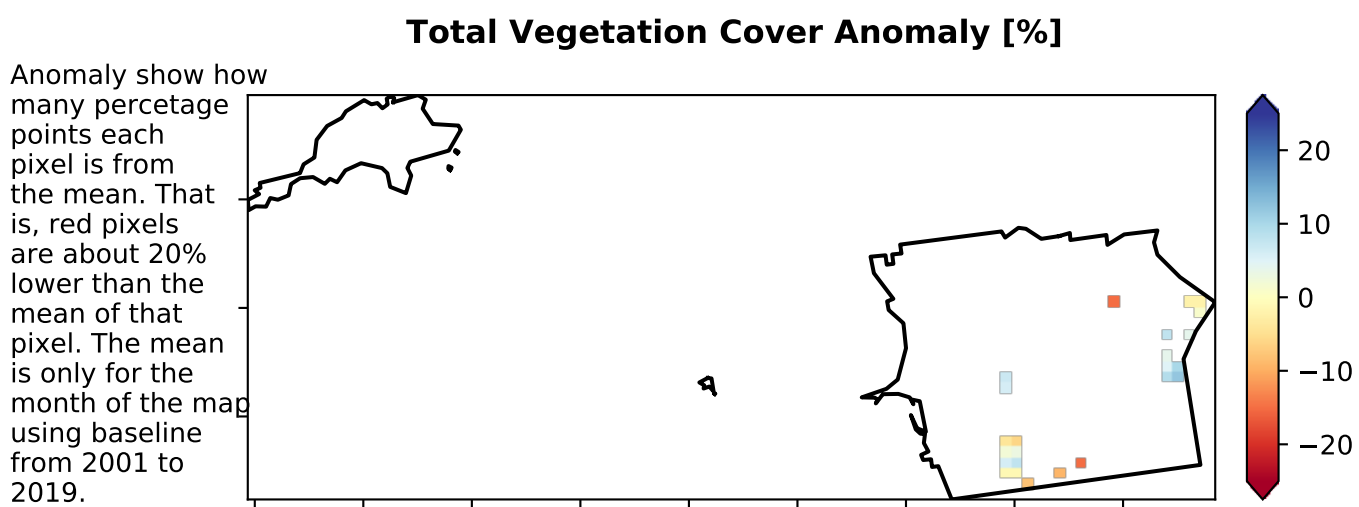 Total Vegetation Cover Anomaly [%]
Anomaly show how
many percetage
points each
pixel is from
the mean. That
is, red pixels
are about 20%
lower than the
mean of that
pixel. The mean
is only for the
month of the map
using baseline
from 2001 to
2019.
20
10
0
−10
−20